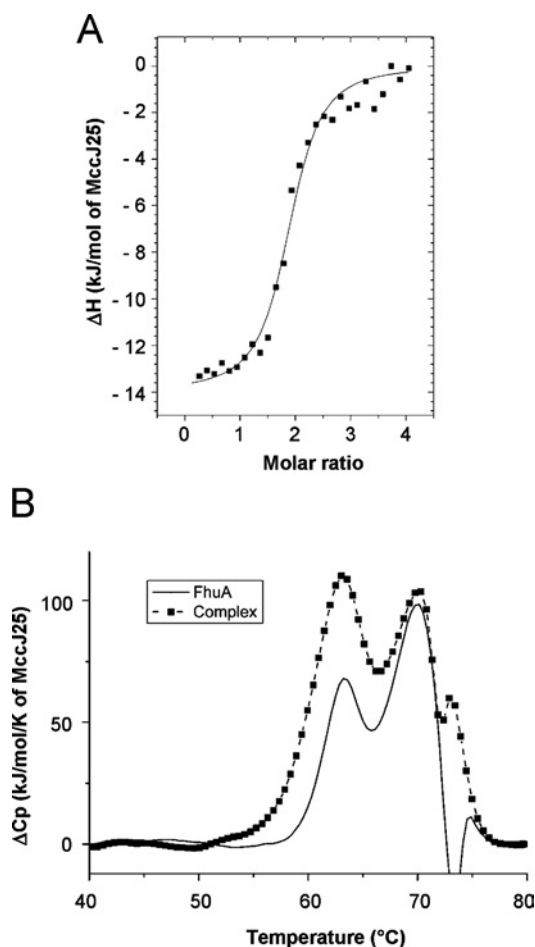 A
ΔH (kJ/mol of MccJ25)
0
- 2
- 4
- 6
- 8
- 10
- 12
- 14
0 1 2 3 4
Molar ratio
B
ΔCp (kJ/mol/K of MccJ25)
100
50
0
FhuA
Complex
40 50 60 70 80
Temperature (°C)